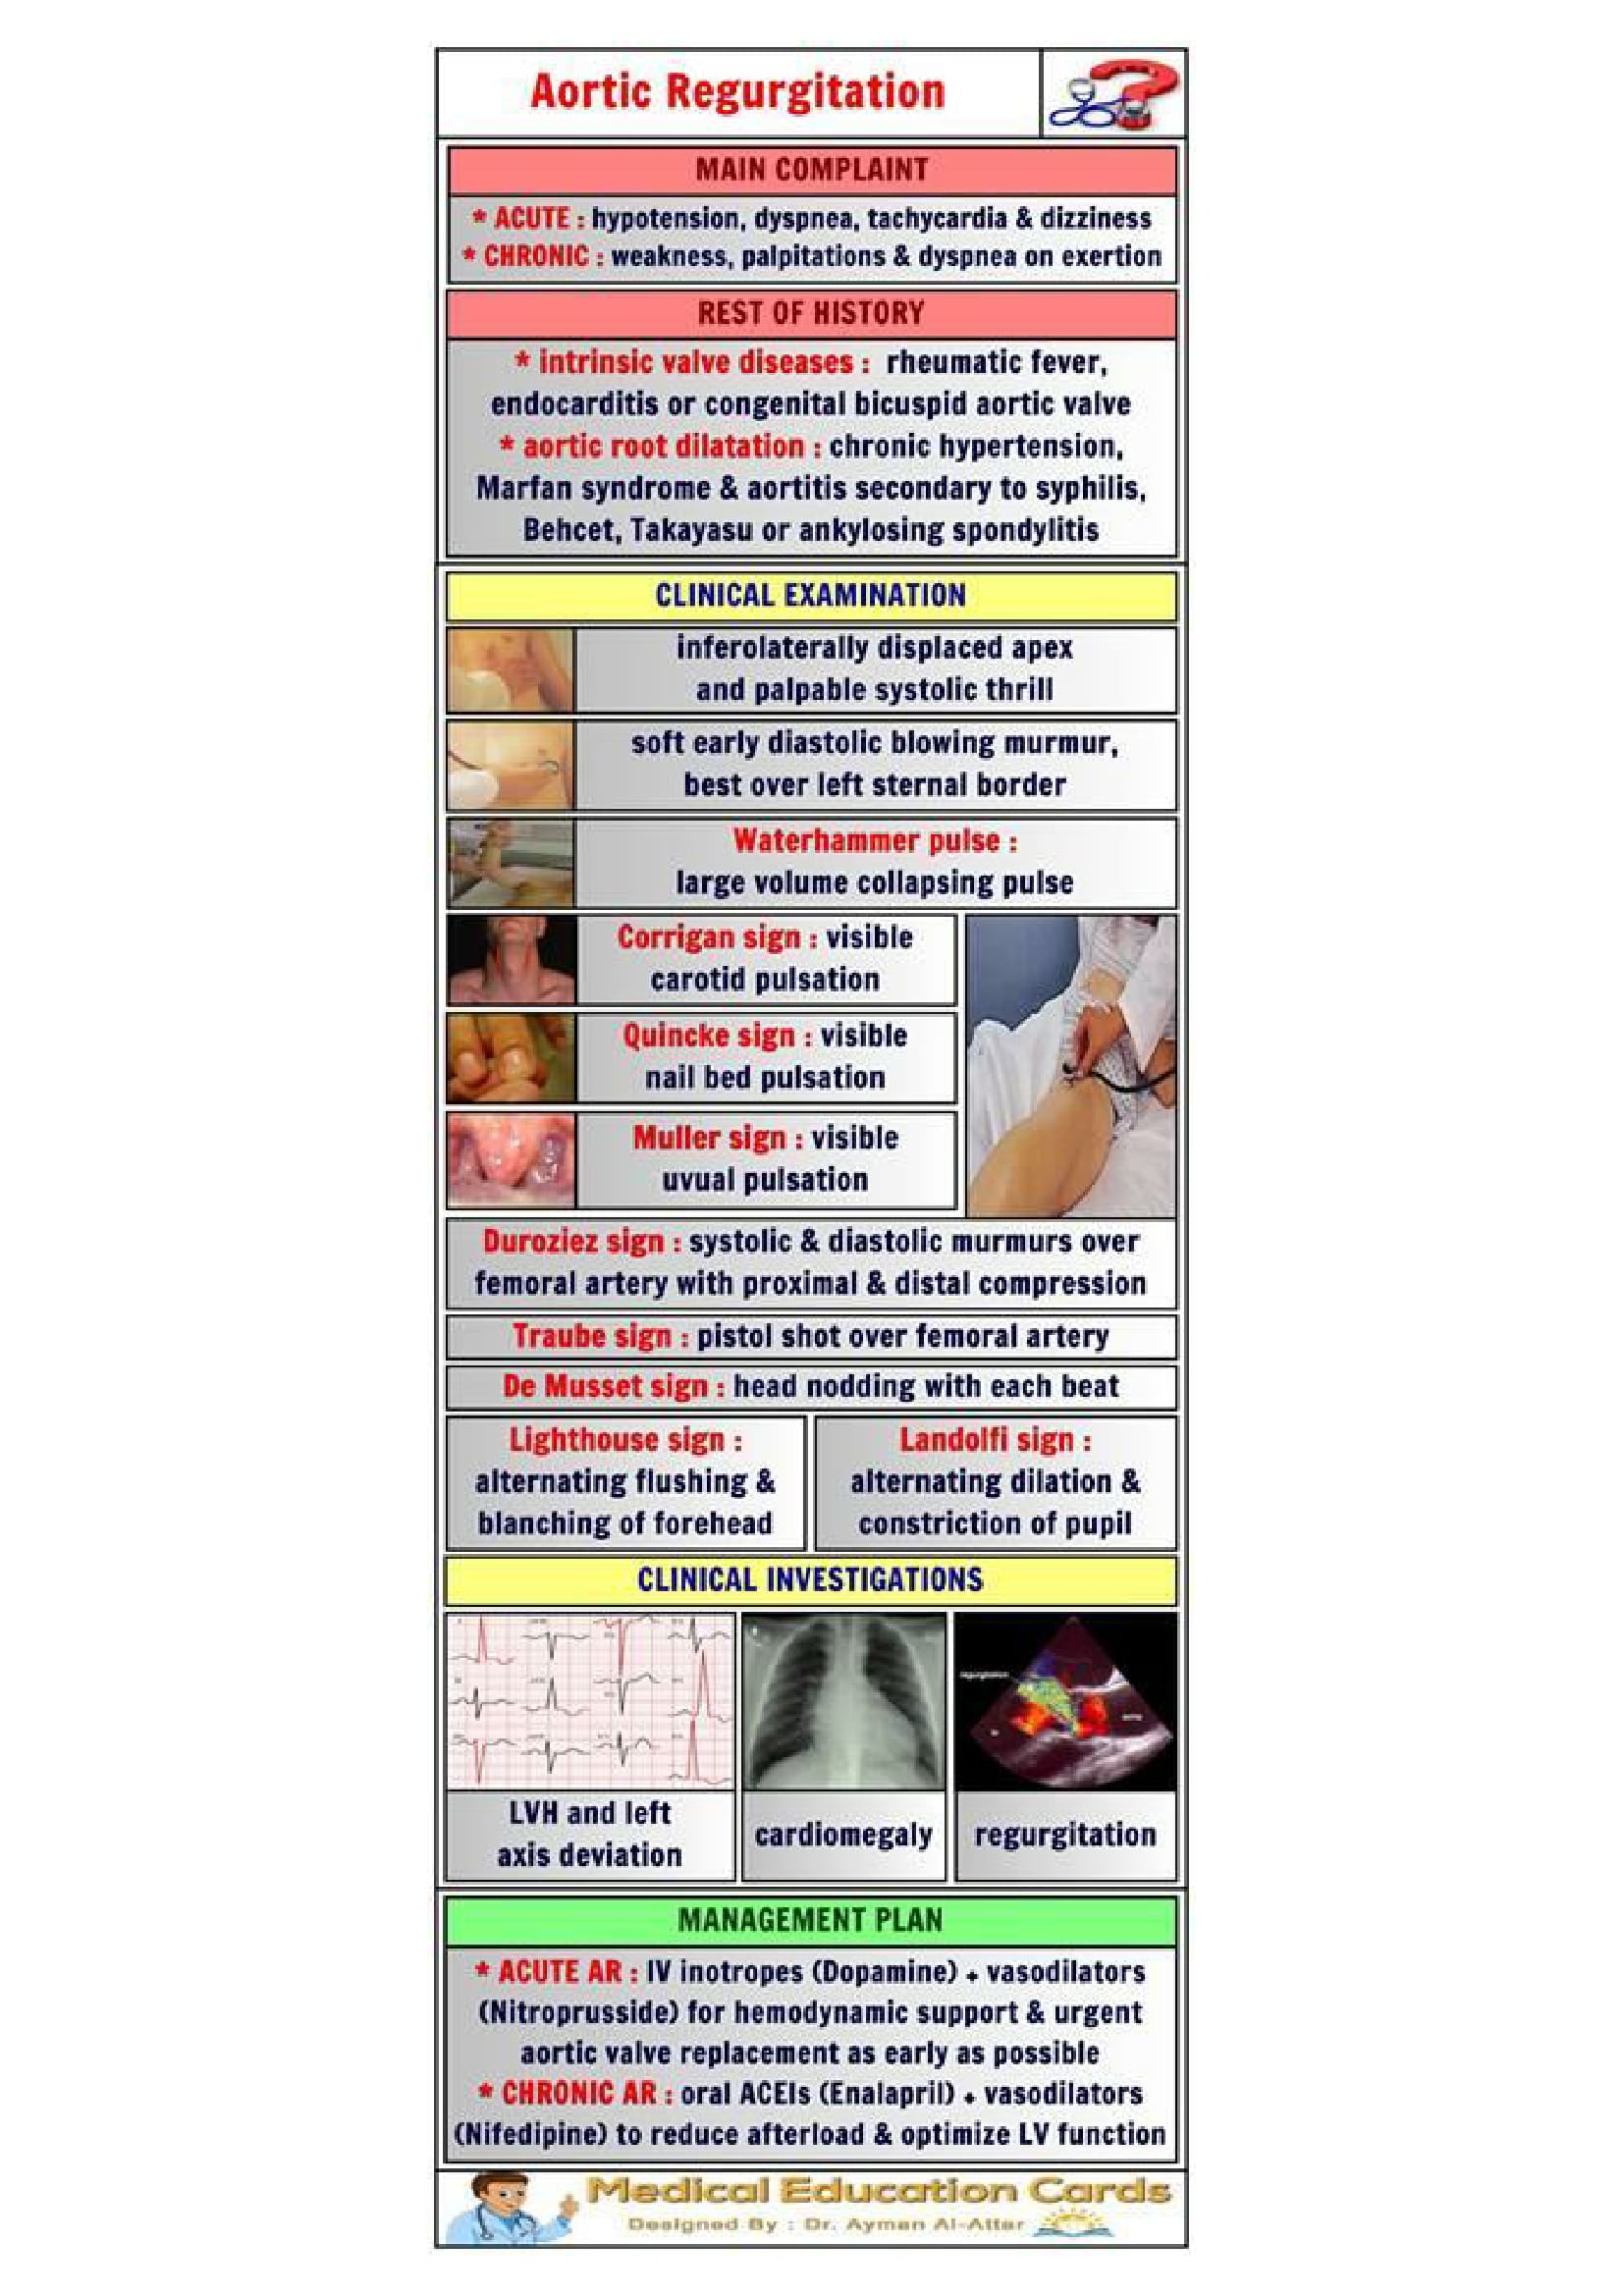 Aortic Regurgitation
MAIN COMPLAINT
* ACUTE : hypotension, dyspnea, tachycardia & dizziness
* CHRONIC : weakness, palpitations & dyspnea on exertion
REST OF HISTORY
* intrinsic valve diseases : rheumatic fever,
endocarditis or congenital bicuspid aortic valve
* aortic root dilatation : chronic hypertension,
Marfan syndrome & aortitis secondary to syphilis,
Behcet, Takayasu or ankylosing spondylitis
CLINICAL EXAMINATION
inferolaterally displaced apex
and palpable systolic thrill
soft early diastolic blowing murmur,
best over left sternal border
Waterhammer pulse :
large volume collapsing pulse
Corrigan sign : visible
carotid pulsation
Quincke sign : visible
nail bed pulsation
Muller sign : visible
uvual pulsation
Duroziez sign : systolic & diastolic murmurs over
femoral artery with proximal & distal compression
Traube sign : pistol shot over femoral artery
De Musset sign : head nodding with each beat
Lighthouse sign :
alternating flushing &
blanching of forehead
Landolfi sign :
alternating dilation &
constriction of pupil
CLINICAL INVESTIGATIONS
regurgitation
LVH and left
axis deviation
cardiomegaly
regurgitation
MANAGEMENT PLAN
* ACUTE AR : IV inotropes (Dopamine) + vasodilators
(Nitroprusside) for hemodynamic support & urgent
aortic valve replacement as early as possible
* CHRONIC AR : oral ACEIs (Enalapril) + vasodilators
(Nifedipine) to reduce afterload & optimize LV function
Medical Education Cards
Designed By : Dr. Ayman Al-Attar